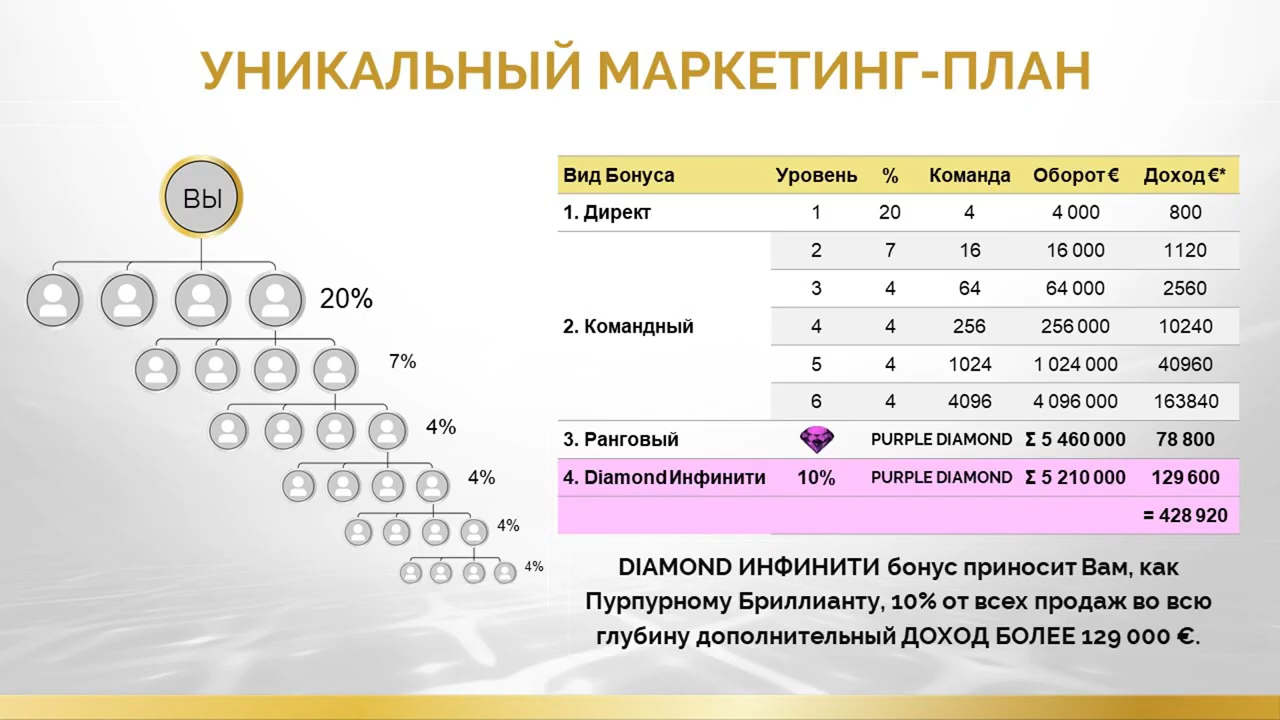 УНИКАЛЬНЫЙ МАРКЕТИНГ-ПЛАН
ВЫ
20%
7%
4%
4%
4%
4%
Вид Бонуса Уровень % Команда Оборот € Доход €*
1. Директ 1 20 4 4 000 800
2 7 16 16 000 1120
3 4 64 64 000 2560
2. Командный 4 4 256 256 000 10240
5 4 1024 1 024 000 40960
6 4 4096 4 096 000 163840
3. Ранговый PURPLE DIAMOND Σ 5 460 000 78 800
4. Diamond Инфинити 10% PURPLE DIAMOND Σ 5 210 000 129 600
= 428 920
DIAMOND ИНФИНИТИ бонус приносит Вам, как
Пурпурному Бриллианту, 10% от всех продаж во всю
глубину дополнительный ДОХОД БОЛЕЕ 129 000 €.